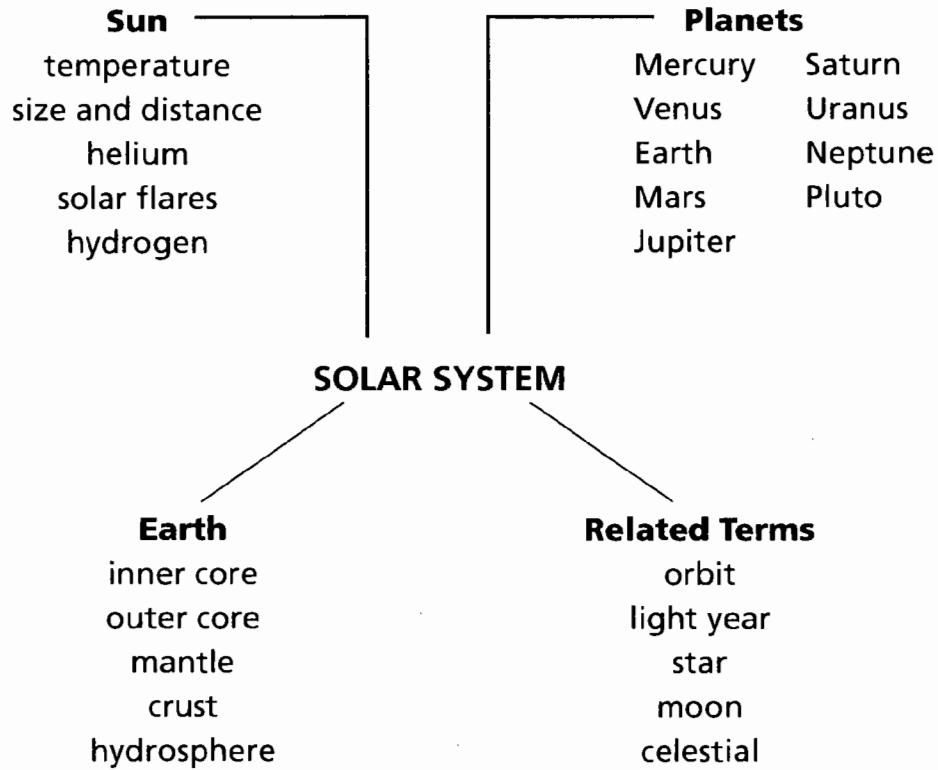 Sun
temperature
size and distance
helium
solar flares
hydrogen
Planets
Mercury Saturn
Venus Uranus
Earth Neptune
Mars Pluto
Jupiter
SOLAR SYSTEM
Earth
inner core
outer core
mantle
crust
hydrosphere
Related Terms
orbit
light year
star
moon
celestial